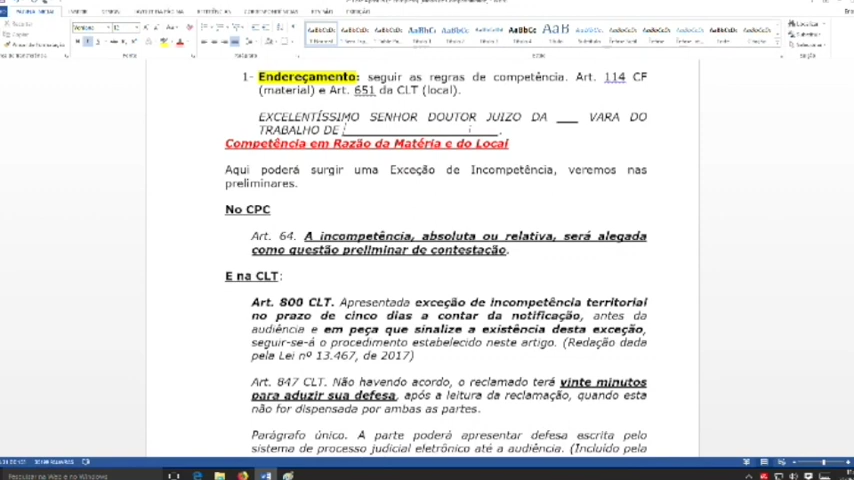 1- Endereçamento: seguir as regras de competência. Art. 114 CF
(material) e Art. 651 da CLT (local).
EXCELENTÍSSIMO SENHOR DOUTOR JUIZO DA ___ VARA DO
TRABALHO DE ____________________.
Competência em Razão da Matéria e do Local
Aqui poderá surgir uma Exceção de Incompetência, veremos nas
preliminares.
No CPC
Art. 64. A incompetência, absoluta ou relativa, será alegada
como questão preliminar de contestação.
E na CLT:
Art. 800 CLT. Apresentada exceção de incompetência territorial
no prazo de cinco dias a contar da notificação, antes da
audiência e em peça que sinalize a existência desta exceção,
seguir-se-á o procedimento estabelecido neste artigo. (Redação dada
pela Lei nº 13.467, de 2017)
Art. 847 CLT. Não havendo acordo, o reclamado terá vinte minutos
para aduzir sua defesa, após a leitura da reclamação, quando esta
não for dispensada por ambas as partes.
Parágrafo único. A parte poderá apresentar defesa escrita pelo
sistema de processo judicial eletrônico até a audiência. (Incluído pela
Pesquisar na Web e no Windows